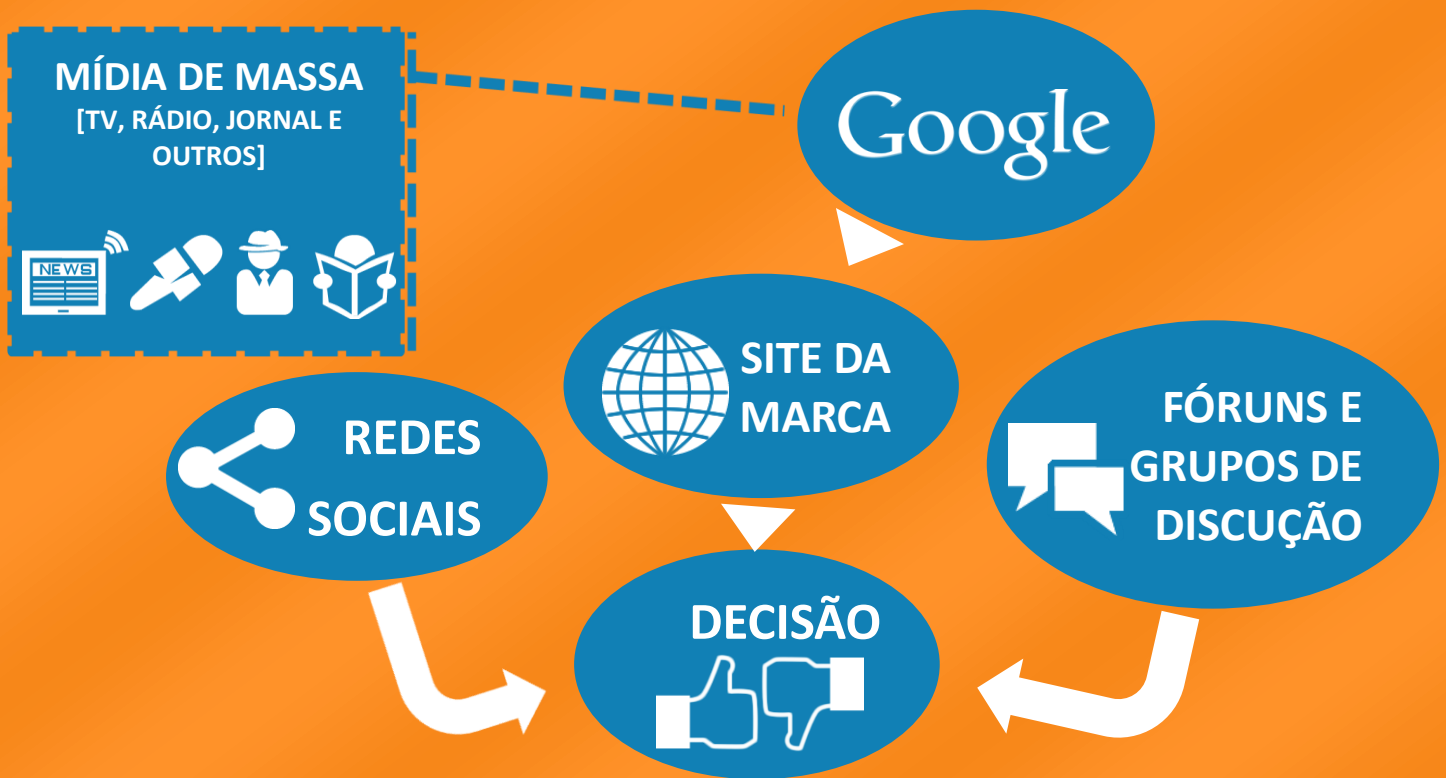 MÍDIA DE MASSA
[TV, RÁDIO, JORNAL E
OUTROS]
NEWS
Google
SITE DA
MARCA
REDES
SOCIAIS
FÓRUNS E
GRUPOS DE
DISCUÇÃO
DECISÃO